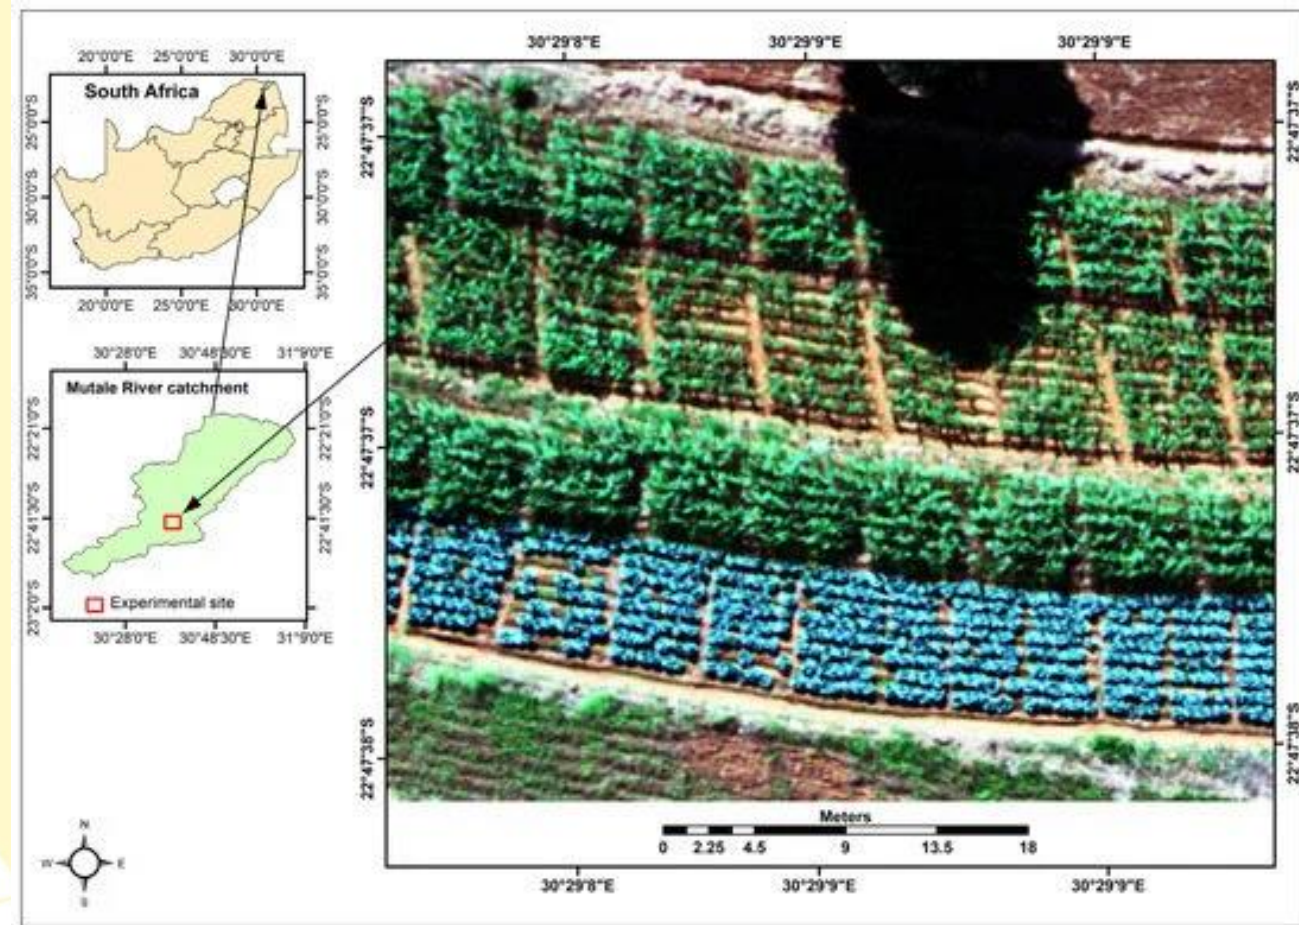 20°0'0"E 25°0'0"E 30°0'0"E
South Africa
25°0'0"S 25°0'0"S
30°0'0"S 30°0'0"S
35°0'0"S 35°0'0"S
20°0'0"E 25°0'0"E 30°0'0"E
30°28'0"E 30°48'30"E 31°9'0"E
Mutale River catchment
22°21'0"S 22°21'0"S
22°41'30"S 22°41'30"S
23°2'0"S 23°2'0"S
Experimental site
30°28'0"E 30°48'30"E 31°9'0"E
N
W E
S
30°29'8"E 30°29'9"E 30°29'9"E
22°47'37"S 22°47'37"S
22°47'37"S 22°47'37"S
22°47'38"S 22°47'38"S
Meters
0 2.25 4.5 9 13.5 18
30°29'8"E 30°29'9"E 30°29'9"E